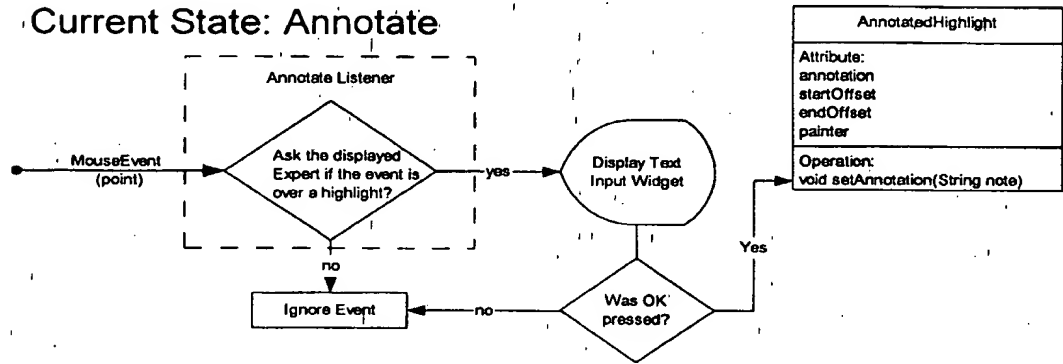 Current State: Annotate
Annotate Listener
MouseEvent
(point)
Ask the displayed
Expert if the event is
over a highlight?
yes
no
Ignore Event
Display Text
Input Widget
no
Was OK
pressed?
Yes
AnnotatedHighlight
Attribute:
annotation
startOffset
endOffset
painter
Operation:
void setAnnotation(String note)